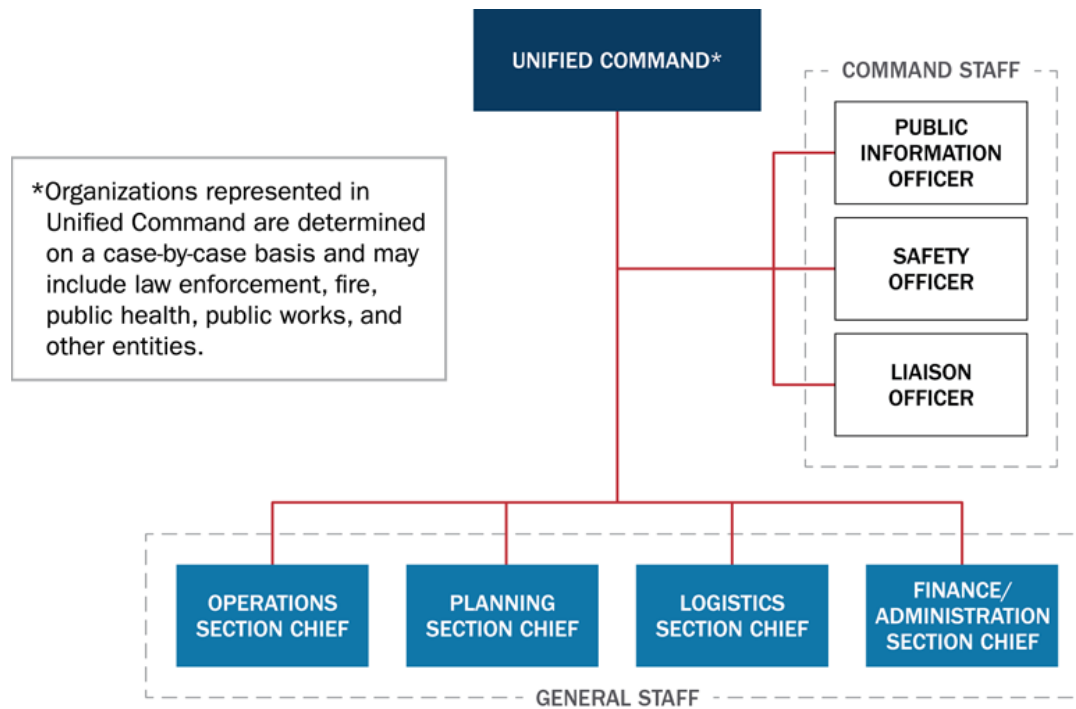 UNIFIED COMMAND*
COMMAND STAFF
PUBLIC
INFORMATION
OFFICER
SAFETY
OFFICER
LIAISON
OFFICER
*Organizations represented in
Unified Command are determined
on a case-by-case basis and may
include law enforcement, fire,
public health, public works, and
other entities.
OPERATIONS
SECTION CHIEF
PLANNING
SECTION CHIEF
LOGISTICS
SECTION CHIEF
FINANCE/
ADMINISTRATION
SECTION CHIEF
GENERAL STAFF